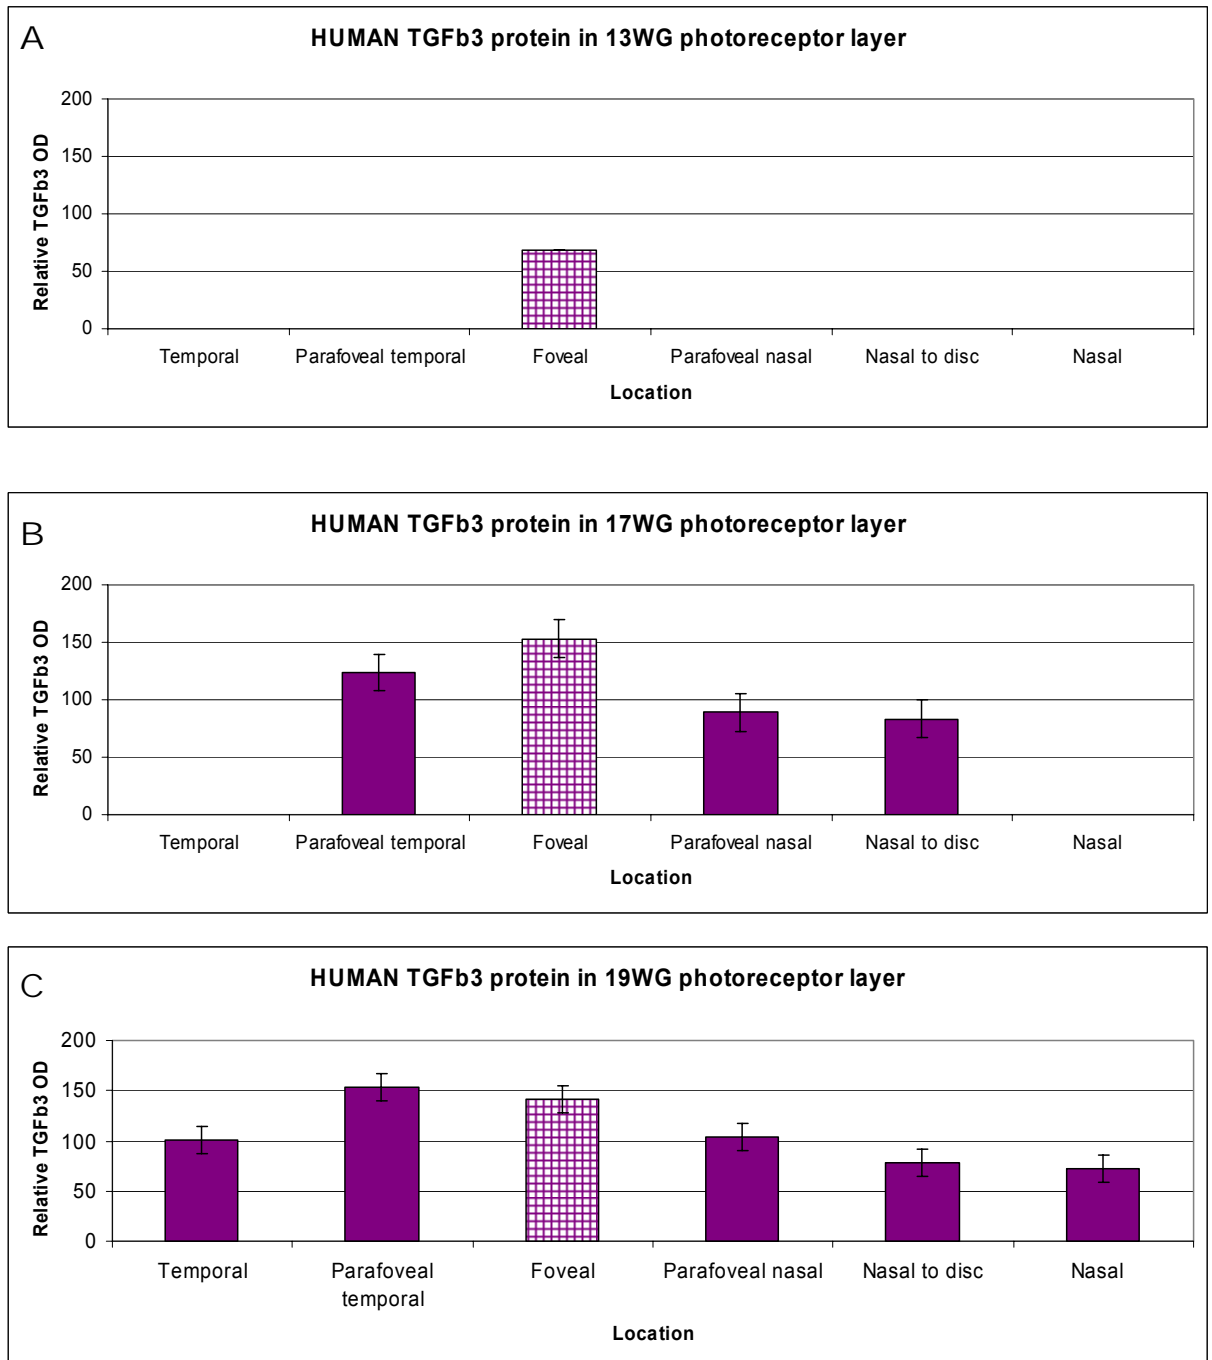 A
HUMAN TGFb3 protein in 13WG photoreceptor layer
200
150
100
50
0
Relative TGFb3 OD
Temporal Parafoveal temporal Foveal Parafoveal nasal Nasal to disc Nasal
Location
B
HUMAN TGFb3 protein in 17WG photoreceptor layer
200
150
100
50
0
Relative TGFb3 OD
Temporal Parafoveal temporal Foveal Parafoveal nasal Nasal to disc Nasal
Location
C
HUMAN TGFb3 protein in 19WG photoreceptor layer
200
150
100
50
0
Relative TGFb3 OD
Temporal Parafoveal Foveal Parafoveal nasal Nasal to disc Nasal
temporal
Location